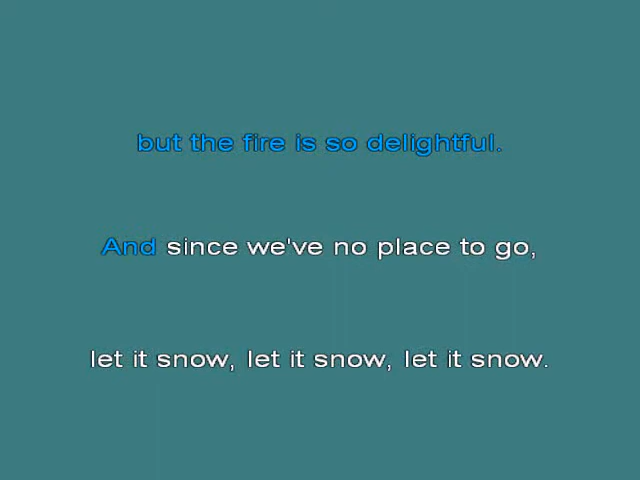 but the fire is so delightful.
And since we've no place to go,
let it snow, let it snow, let it snow.